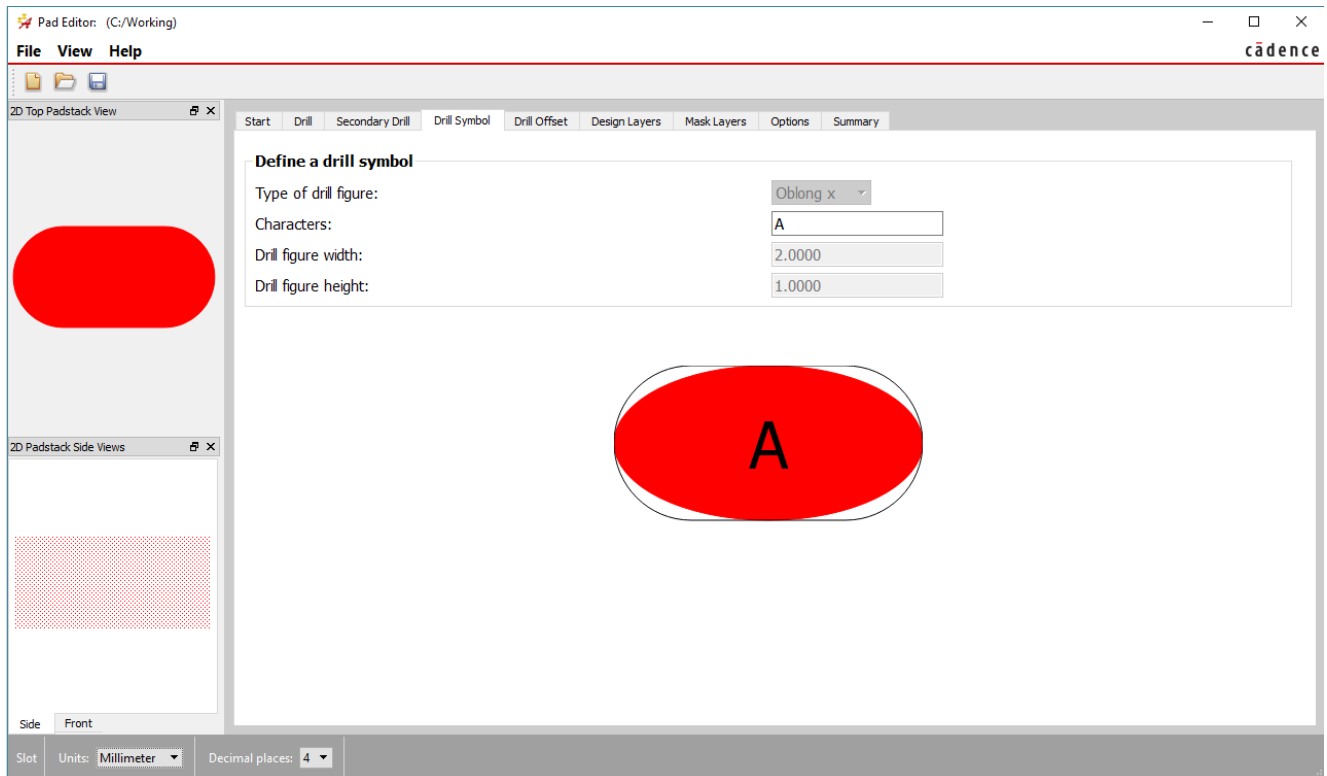 Pad Editor: (C:/Working)
File View Help
cādence
2D Top Padstack View
Start Drill Secondary Drill Drill Symbol Drill Offset Design Layers Mask Layers Options Summary
Define a drill symbol
Type of drill figure: Oblong x
Characters: A
Drill figure width: 2.0000
Drill figure height: 1.0000
A
2D Padstack Side Views
Side Front
Slot Units: Millimeter Decimal places: 4